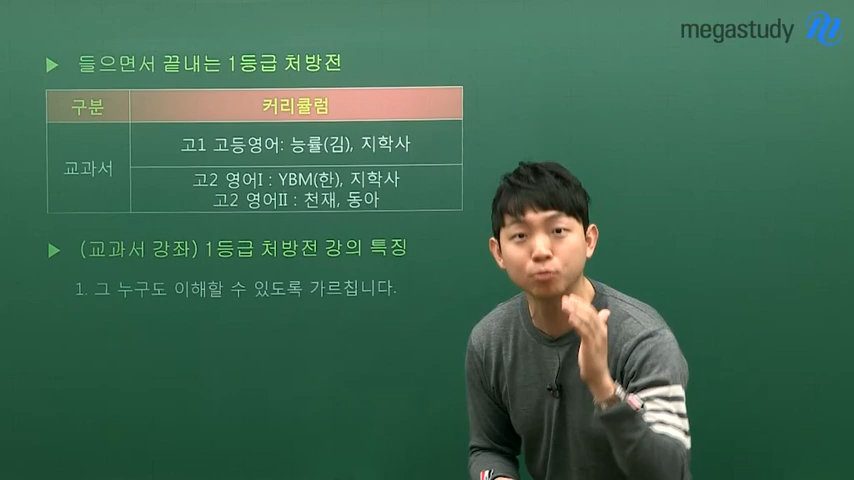 megastudy
▶ 들으면서 끝내는 1등급 처방전
구분 커리큘럼
교과서
고1 고등영어: 능률(김), 지학사
고2 영어I : YBM(한), 지학사
고2 영어II : 천재, 동아
▶ (교과서 강좌) 1등급 처방전 강의 특징
1. 그 누구도 이해할 수 있도록 가르칩니다.